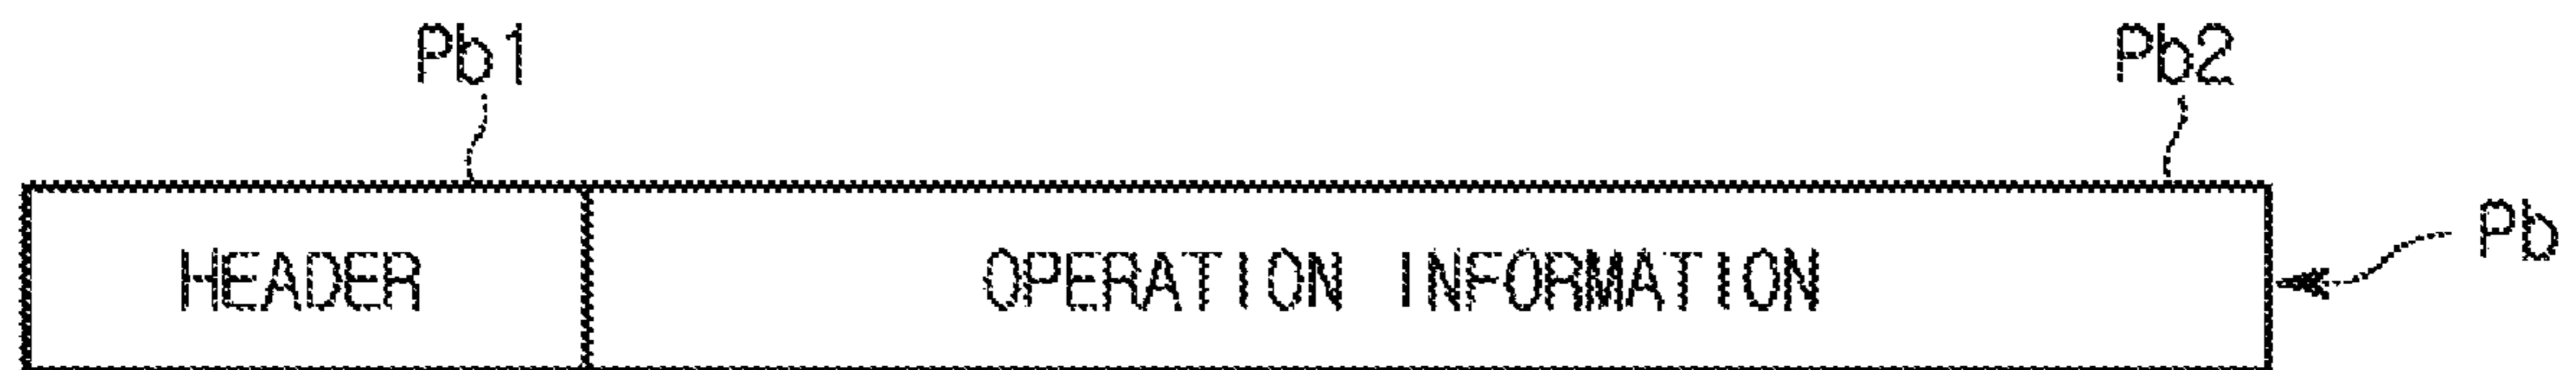 Pb1 Pb2
HEADER OPERATION INFORMATION Pb